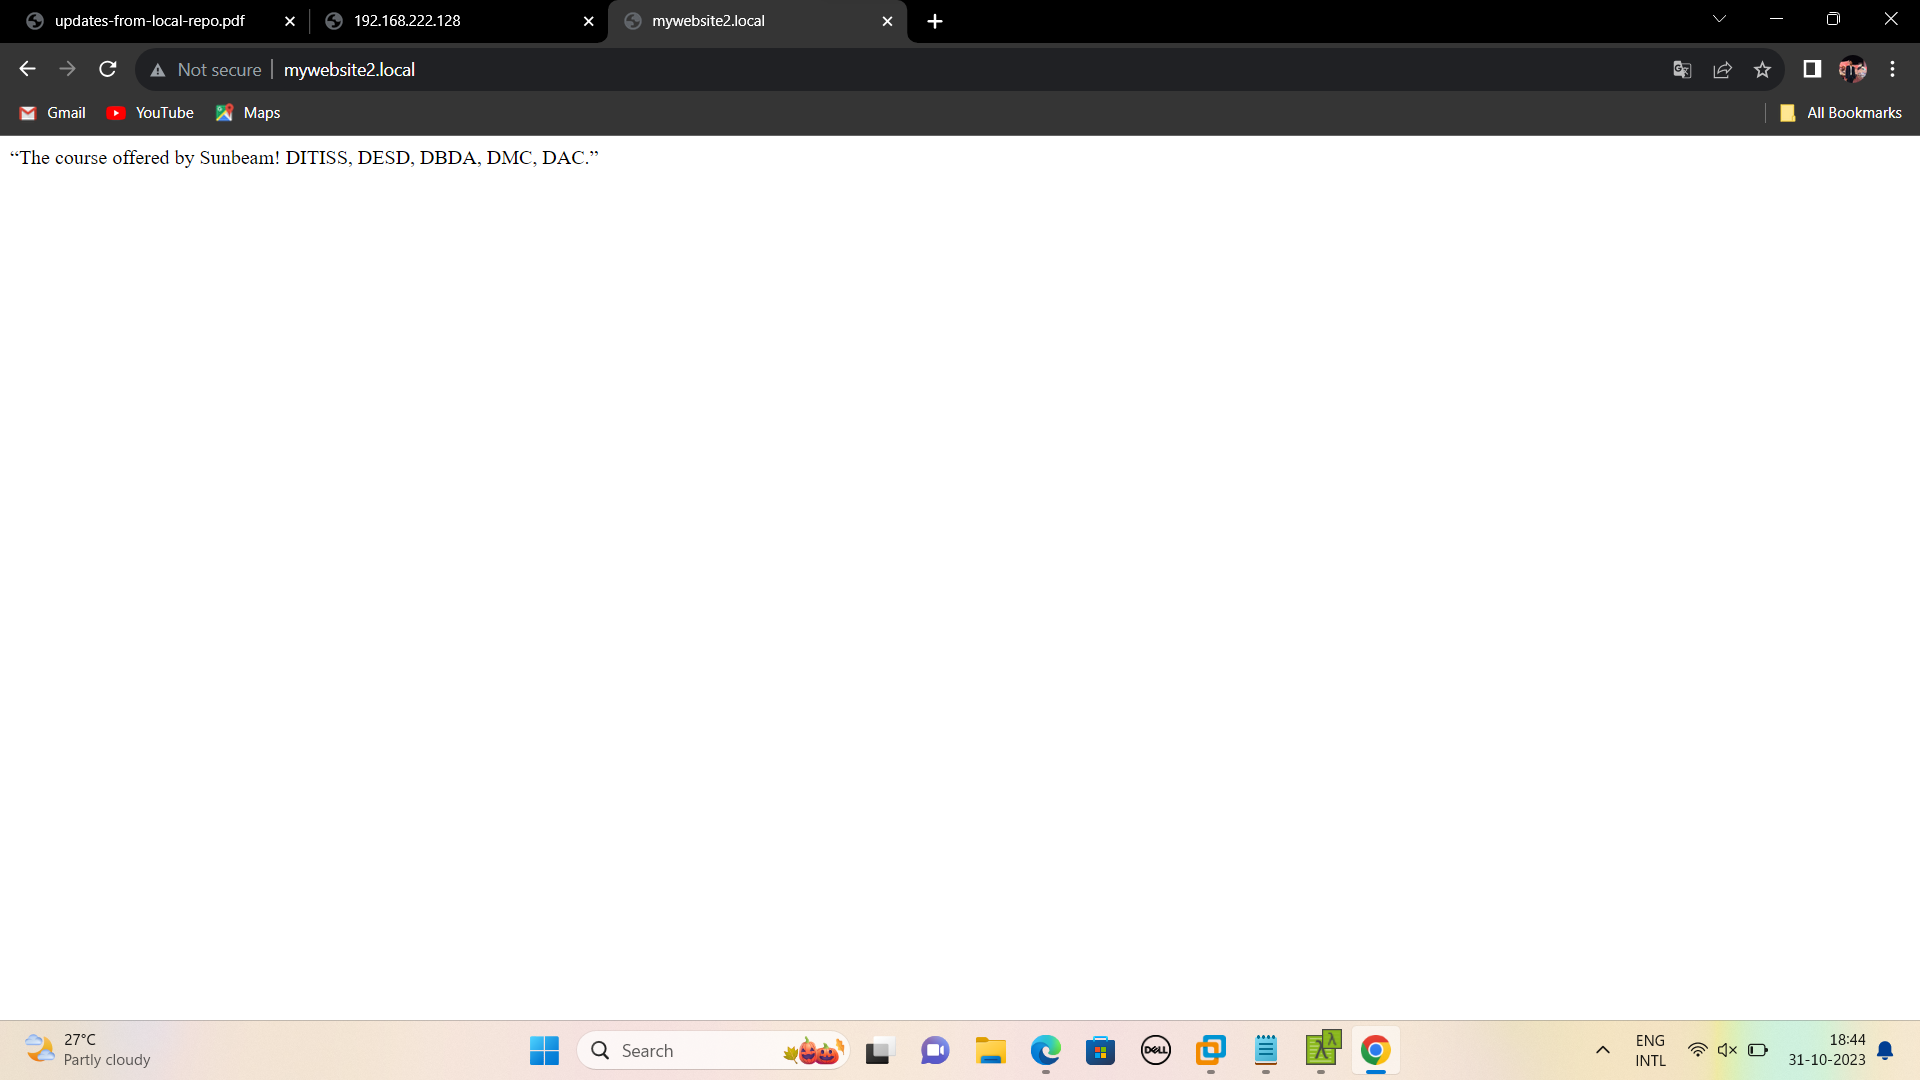 updates-from-local-repo.pdf
192.168.222.128
mywebsite2.local
Not secure
mywebsite2.local
Gmail
YouTube
Maps
All Bookmarks
“The course offered by Sunbeam! DITISS, DESD, DBDA, DMC, DAC.”
27°C
Partly cloudy
Search
DELL
ENG
INTL
18:44
31-10-2023